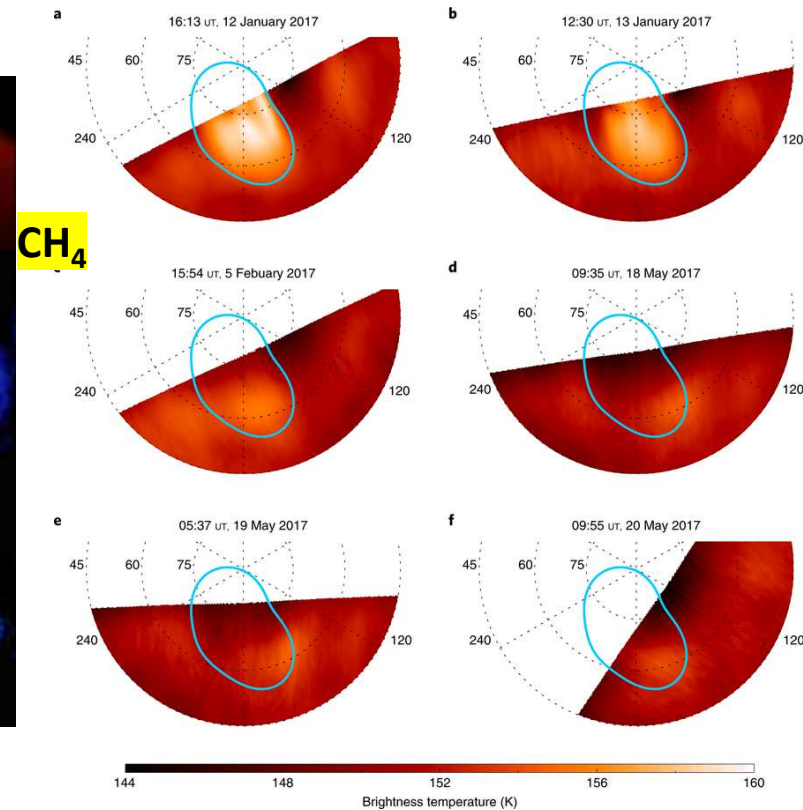 a
16:13 UT, 12 January 2017
45 60 75
240 120
b
12:30 UT, 13 January 2017
45 60 75
240 120
CH₄
15:54 UT, 5 Febuary 2017
45 60 75
240 120
d
09:35 UT, 18 May 2017
45 60 75
240 120
e
05:37 UT, 19 May 2017
45 60 75
240 120
f
09:55 UT, 20 May 2017
45 60 75
240 120
144 148 152 156 160
Brightness temperature (K)